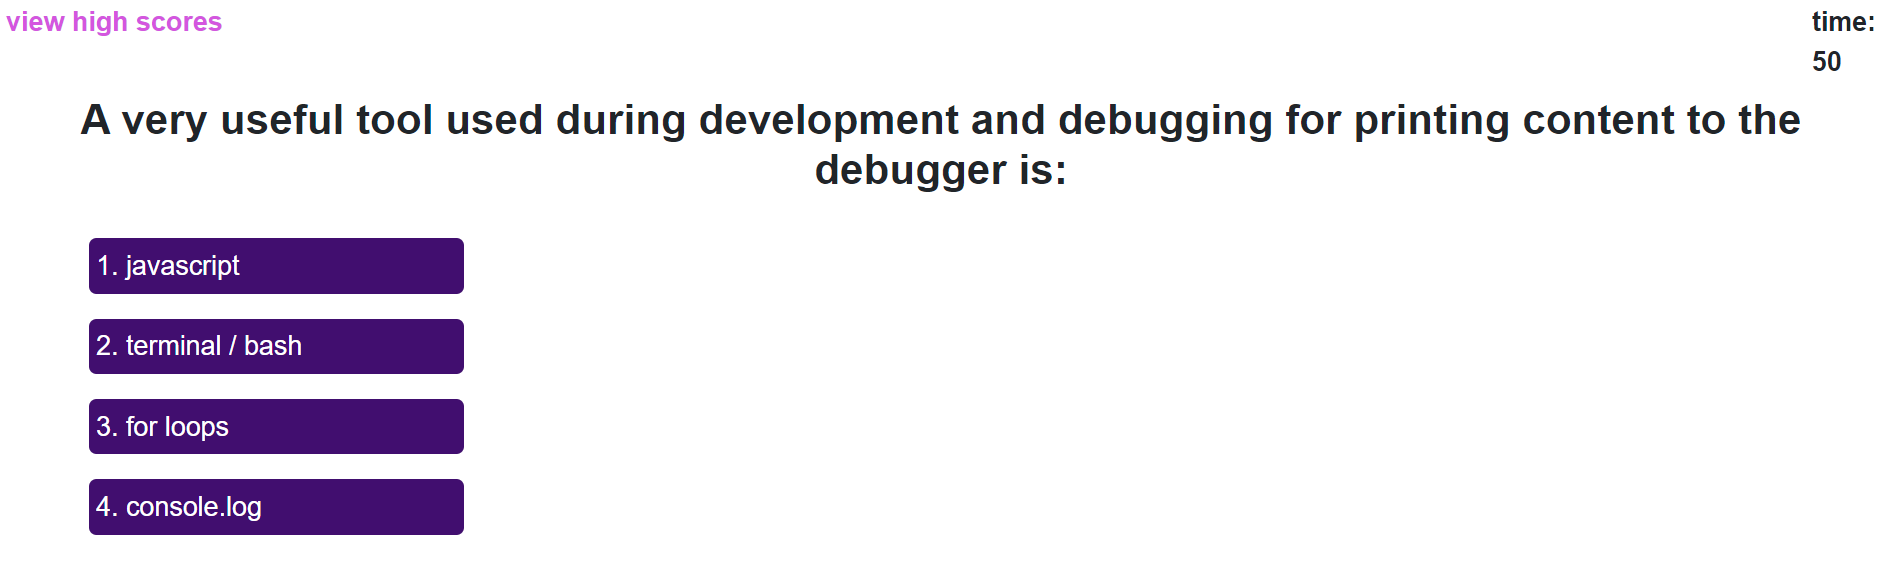 view high scores
time:
50
A very useful tool used during development and debugging for printing content to the
debugger is:
1. javascript
2. terminal / bash
3. for loops
4. console.log